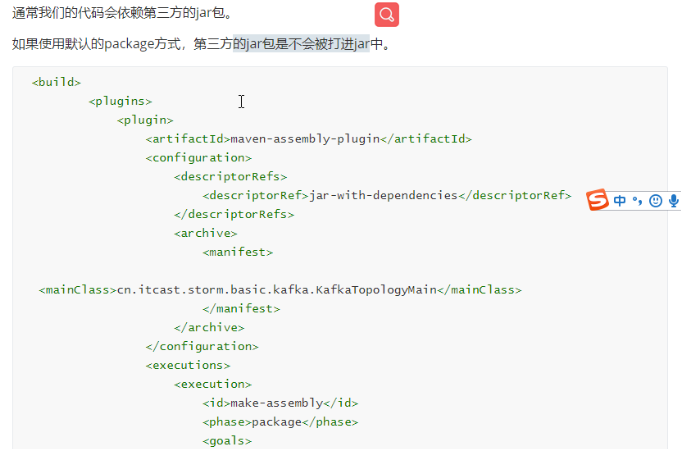 通常我们的代码会依赖第三方的jar包。
如果使用默认的package方式，第三方的jar包是不会被打进jar中。
<build>
<plugins>
<plugin>
<artifactId>maven-assembly-plugin</artifactId>
<configuration>
<descriptorRefs>
<descriptorRef>jar-with-dependencies</descriptorRef>
</descriptorRefs>
<archive>
<manifest>
<mainClass>cn.itcast.storm.basic.kafka.KafkaTopologyMain</mainClass>
</manifest>
</archive>
</configuration>
<executions>
<execution>
<id>make-assembly</id>
<phase>package</phase>
<goals>
S 中